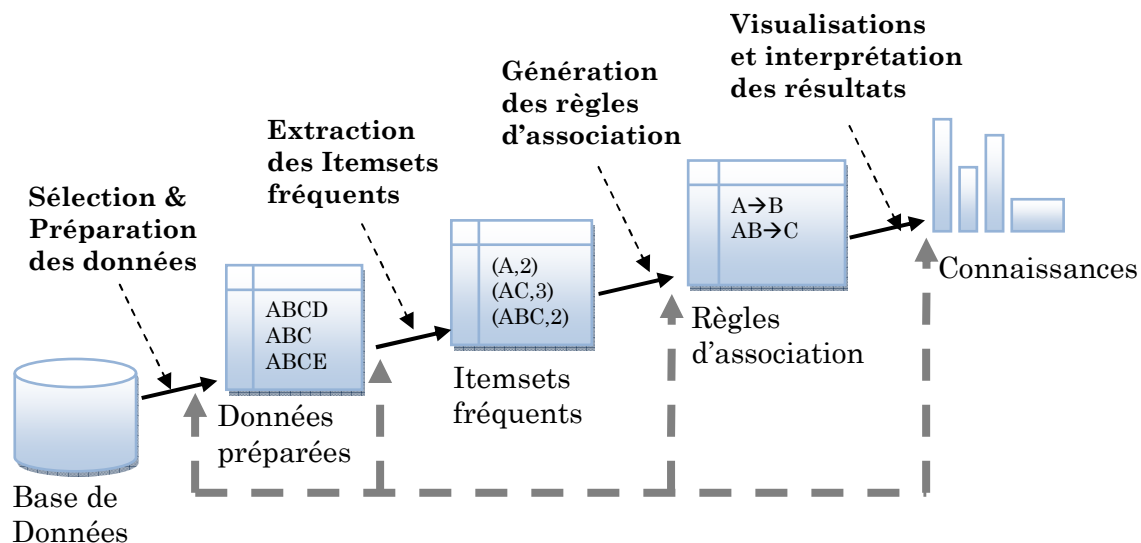 Visualisations
et interprétation
des résultats
Génération
des règles
d'association
Extraction
des Itemsets
fréquents
Sélection &
Préparation
des données
ABCD
ABC
ABCE
(A,2)
(AC,3)
(ABC,2)
A→B
AB→C
Connaissances
Règles
d'association
Itemsets
fréquents
Données
préparées
Base de
Données